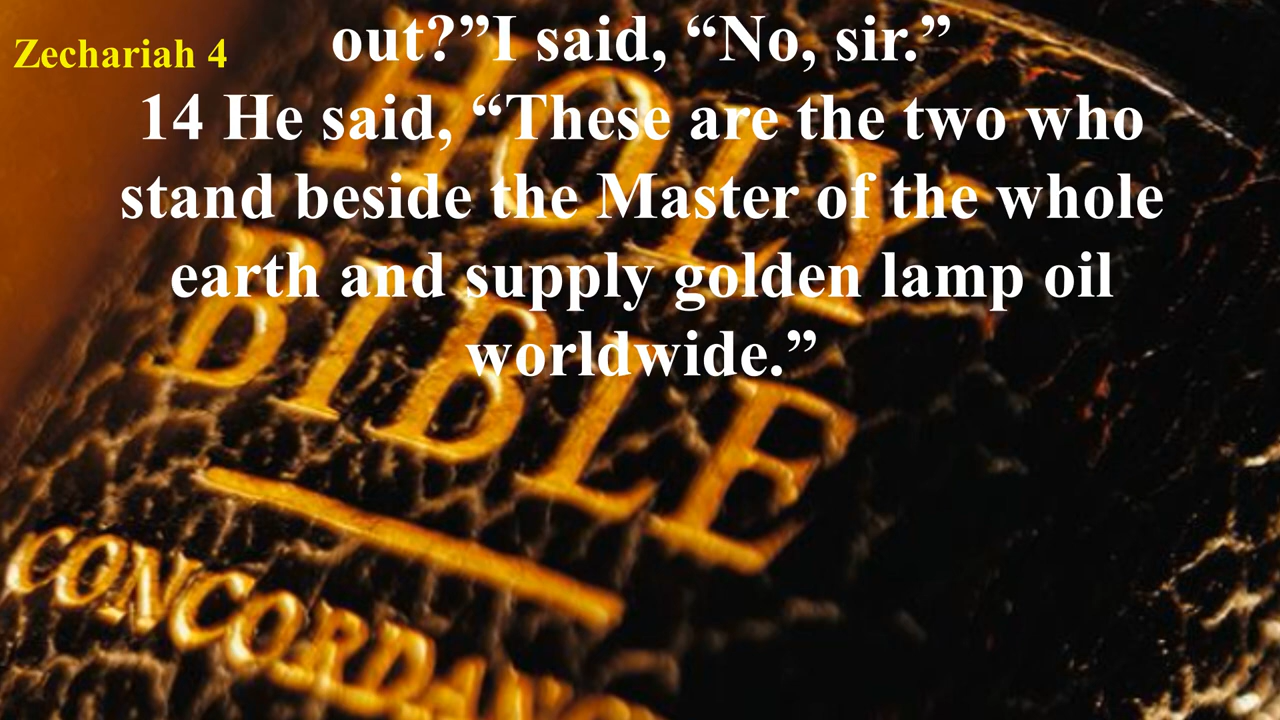 Zechariah 4
out?”I said, “No, sir.”
14 He said, “These are the two who
stand beside the Master of the whole
earth and supply golden lamp oil
worldwide.”
HOLY
BIBLE
CONCORDANC